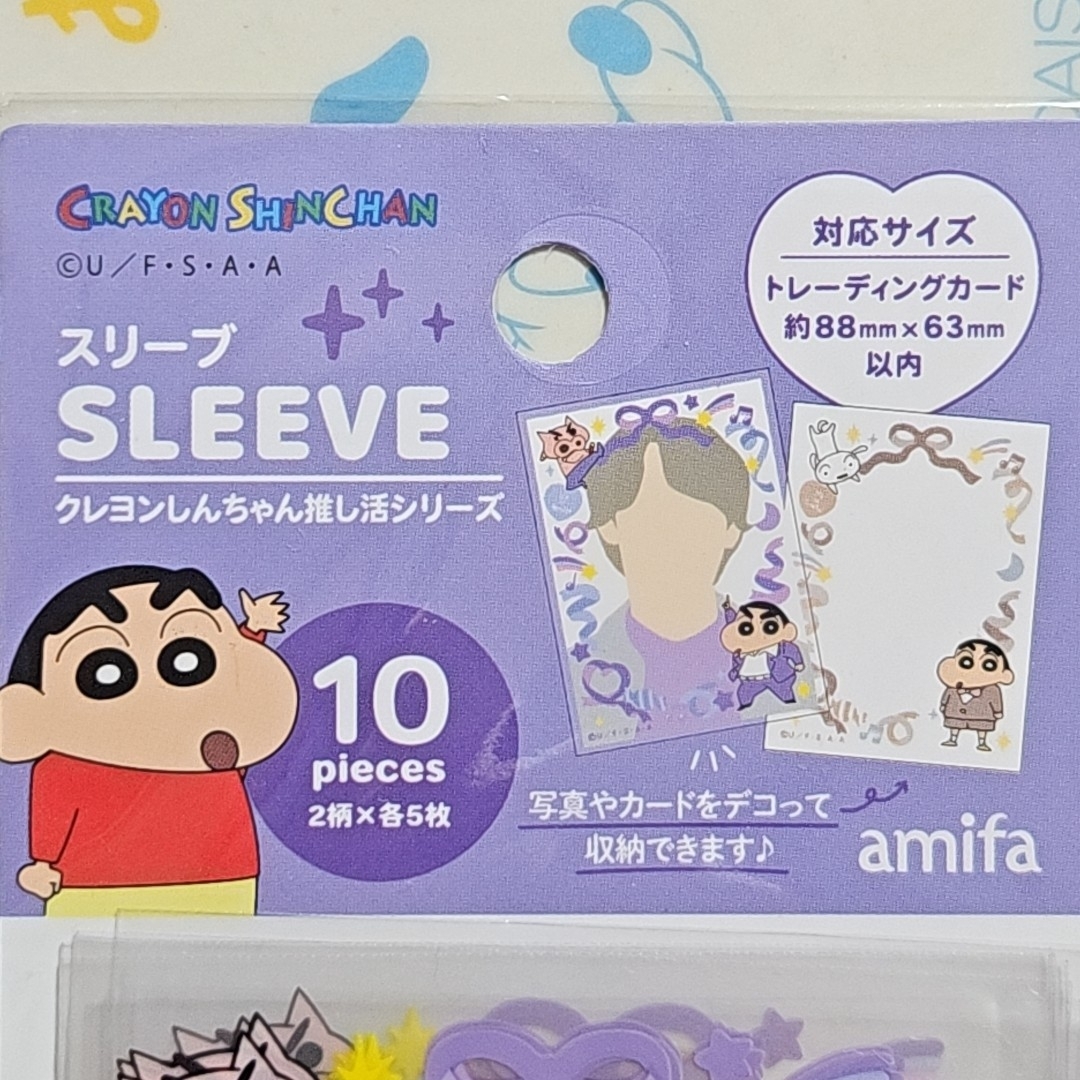 CRAYON SHINCHAN
©U/F・S・A・A
スリーブ
SLEEVE
クレヨンしんちゃん推し活シリーズ
対応サイズ
トレーディングカード
約88mm×63mm
以内
10
pieces
2柄×各5枚
©U/F・S・A・A
©U/F・S・A・A
写真やカードをデコって
収納できます♪
amifa